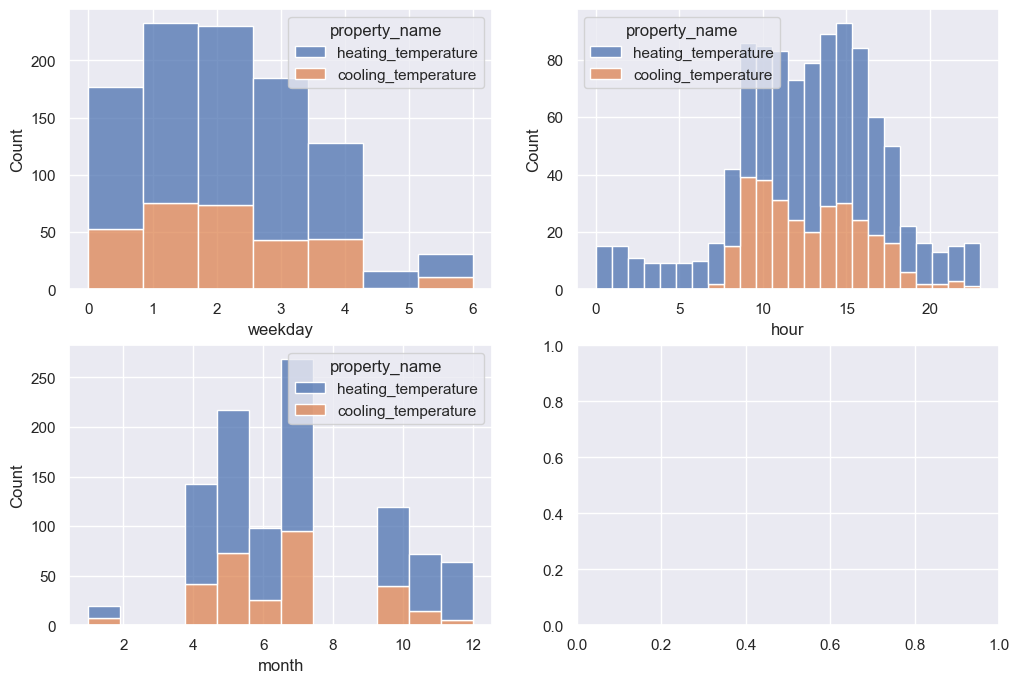 property_name
heating_temperature
cooling_temperature
200
150
100
50
0
Count
0 1 2 3 4 5 6
weekday
property_name
heating_temperature
cooling_temperature
80
60
40
20
0
Count
0 5 10 15 20
hour
property_name
heating_temperature
cooling_temperature
250
200
150
100
50
0
Count
2 4 6 8 10 12
month
1.0
0.8
0.6
0.4
0.2
0.0
0.0 0.2 0.4 0.6 0.8 1.0